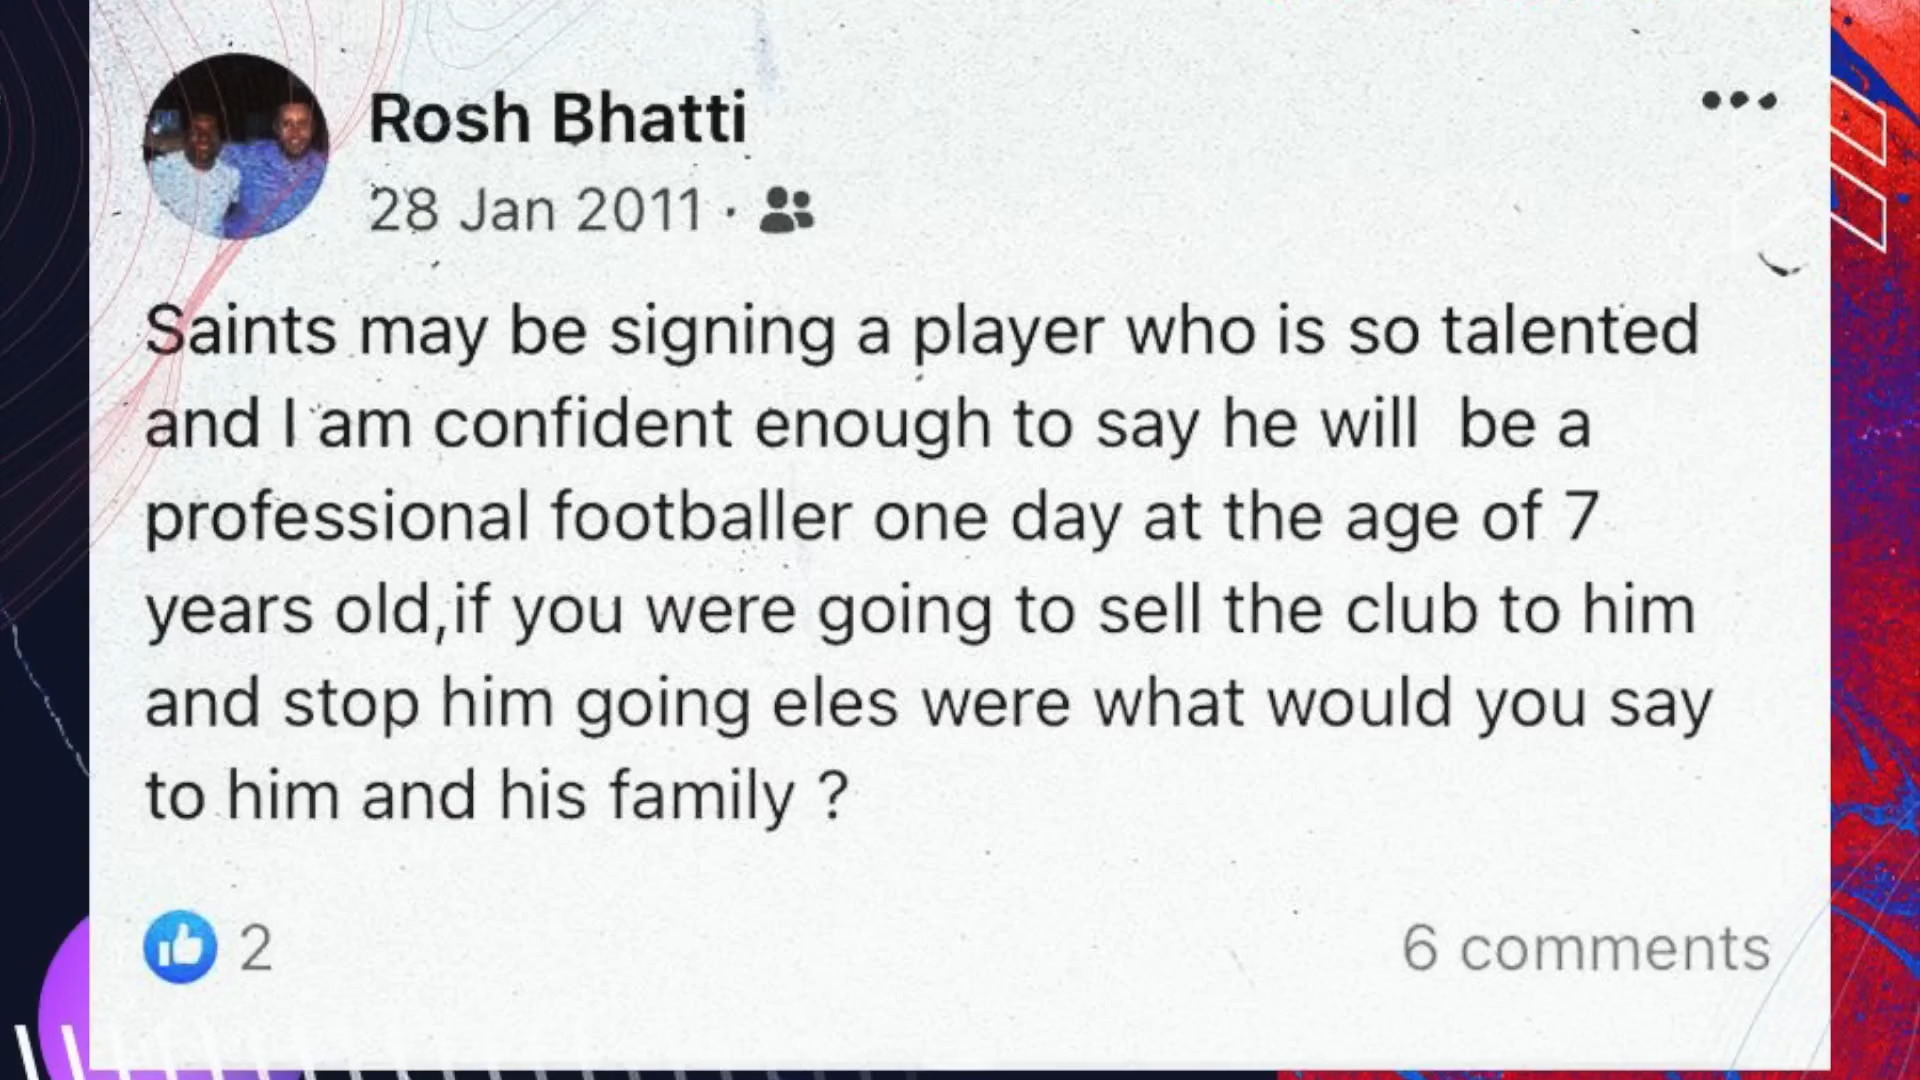 Rosh Bhatti
28 Jan 2011 ·
Saints may be signing a player who is so talented
and I am confident enough to say he will  be a
professional footballer one day at the age of 7
years old,if you were going to sell the club to him
and stop him going eles were what would you say
to him and his family ?
2
6 comments